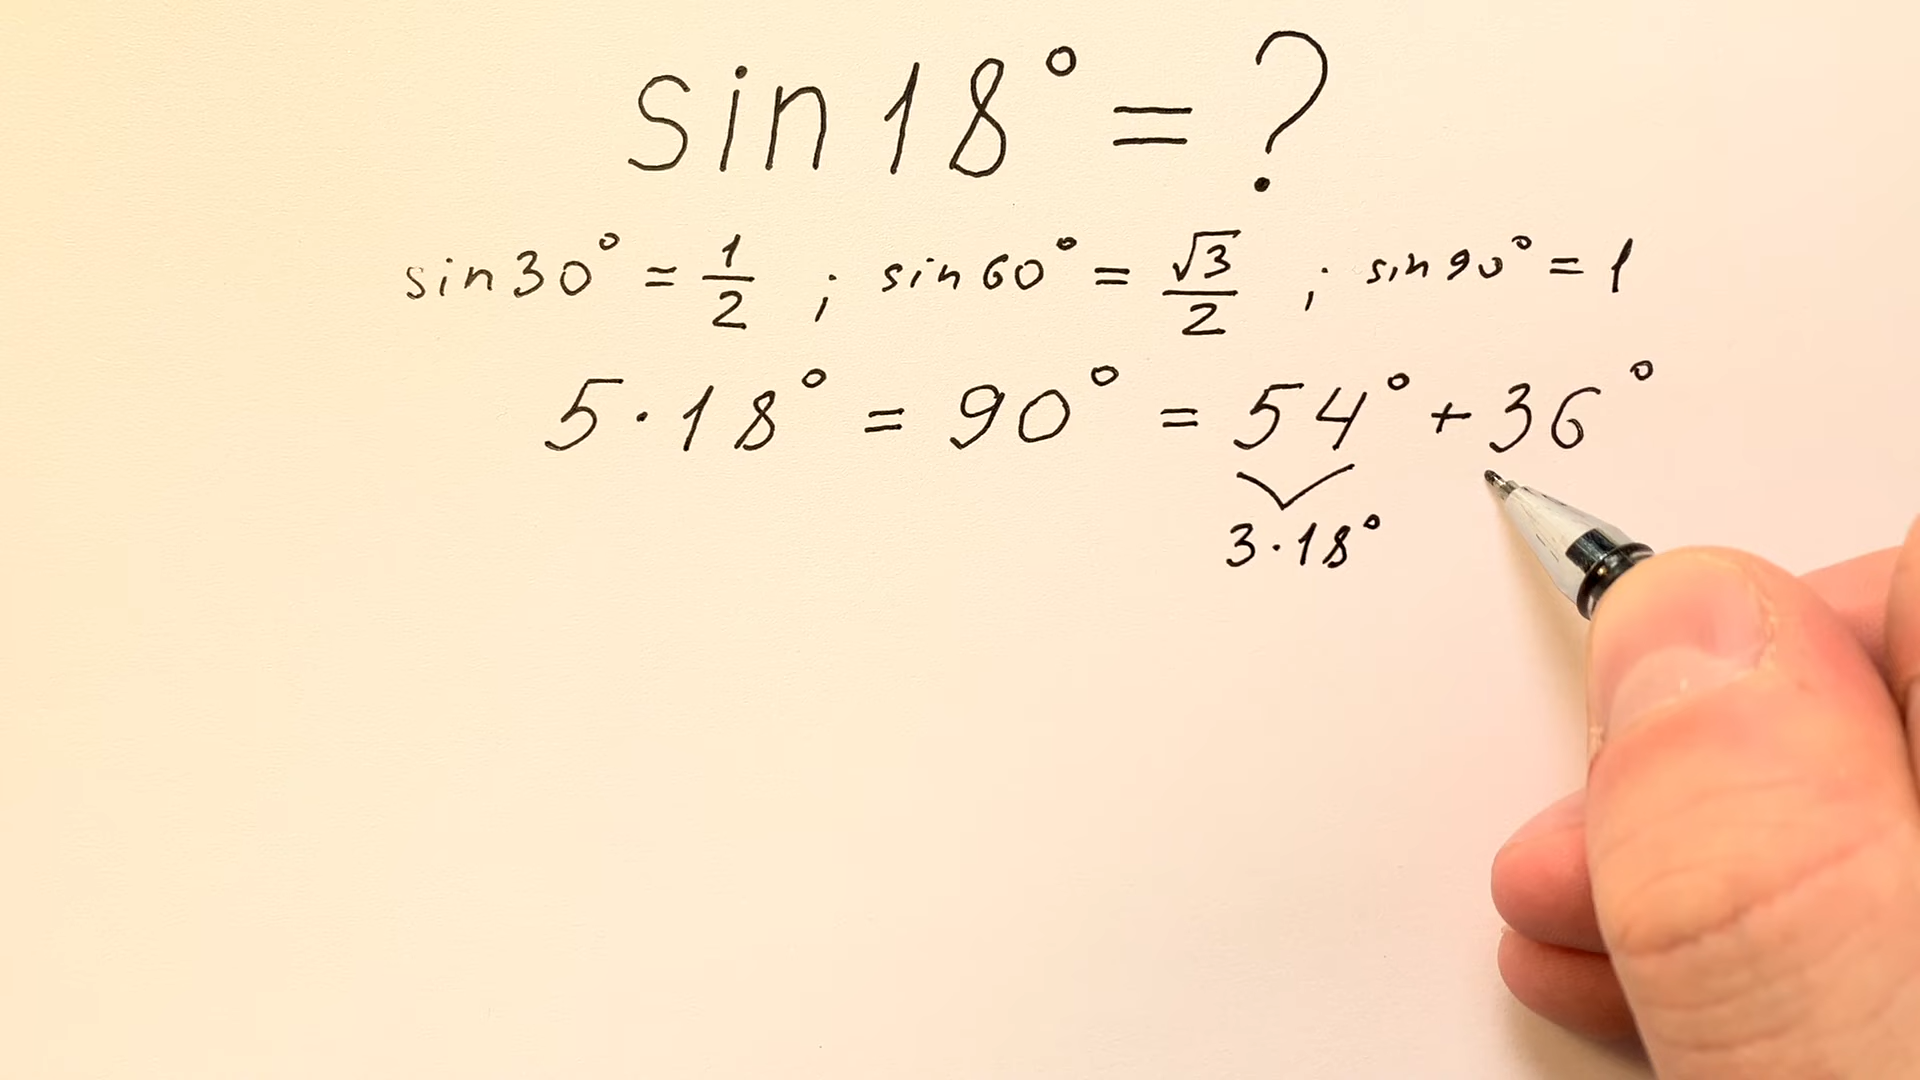 sin 18° = ?
sin 30° = 1/2 ; sin 60° = √3/2 ; sin 90° = 1
5 · 18° = 90° = 54° + 36°
3 · 18°